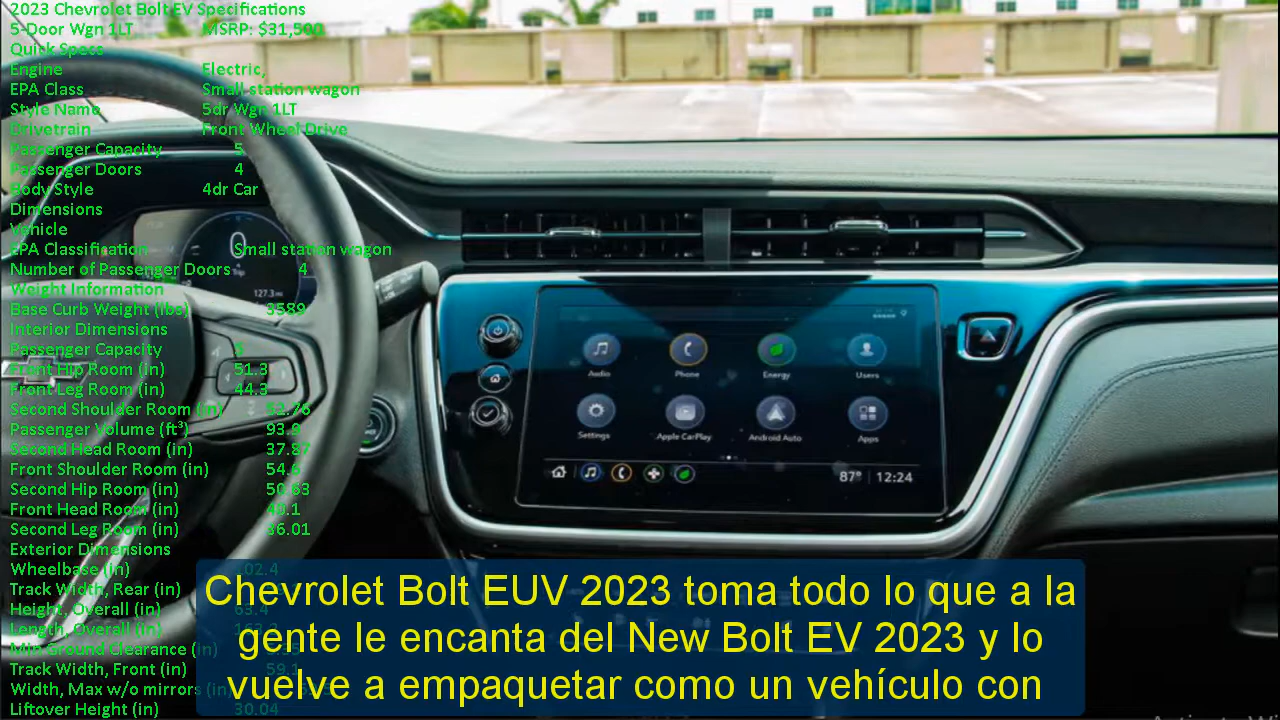 2023 Chevrolet Bolt EV Specifications
5-Door Wgn 1LT MSRP: $31,500
Quick Specs
Engine Electric,
EPA Class Small station wagon
Style Name 5dr Wgn 1LT
Drivetrain Front Wheel Drive
Passenger Capacity 5
Passenger Doors 4
Body Style 4dr Car
Dimensions
Vehicle
EPA Classification Small station wagon
Number of Passenger Doors 4
Weight Information
Base Curb Weight (lbs) 3589
Interior Dimensions
Passenger Capacity 5
Front Hip Room (in) 51.3
Front Leg Room (in) 44.3
Second Shoulder Room (in) 52.76
Passenger Volume (ft³) 93.9
Second Head Room (in) 37.87
Front Shoulder Room (in) 54.6
Second Hip Room (in) 50.63
Front Head Room (in)
Second Leg Room (in) 36.01
Exterior Dimensions
Wheelbase (in) 102.4
Track Width, Rear (in)
Height, Overall (in) 65.4
Length, Overall (in)
Min Ground Clearance (in)
Track Width, Front (in) 59.1
Width, Max w/o mirrors (in)
Liftover Height (in) 30.04
0
127.3 mi
Audio Phone Energy Users
Settings Apple CarPlay Android Auto Apps
87° 12:24
Chevrolet Bolt EUV 2023 toma todo lo que a la
gente le encanta del New Bolt EV 2023 y lo
vuelve a empaquetar como un vehículo con